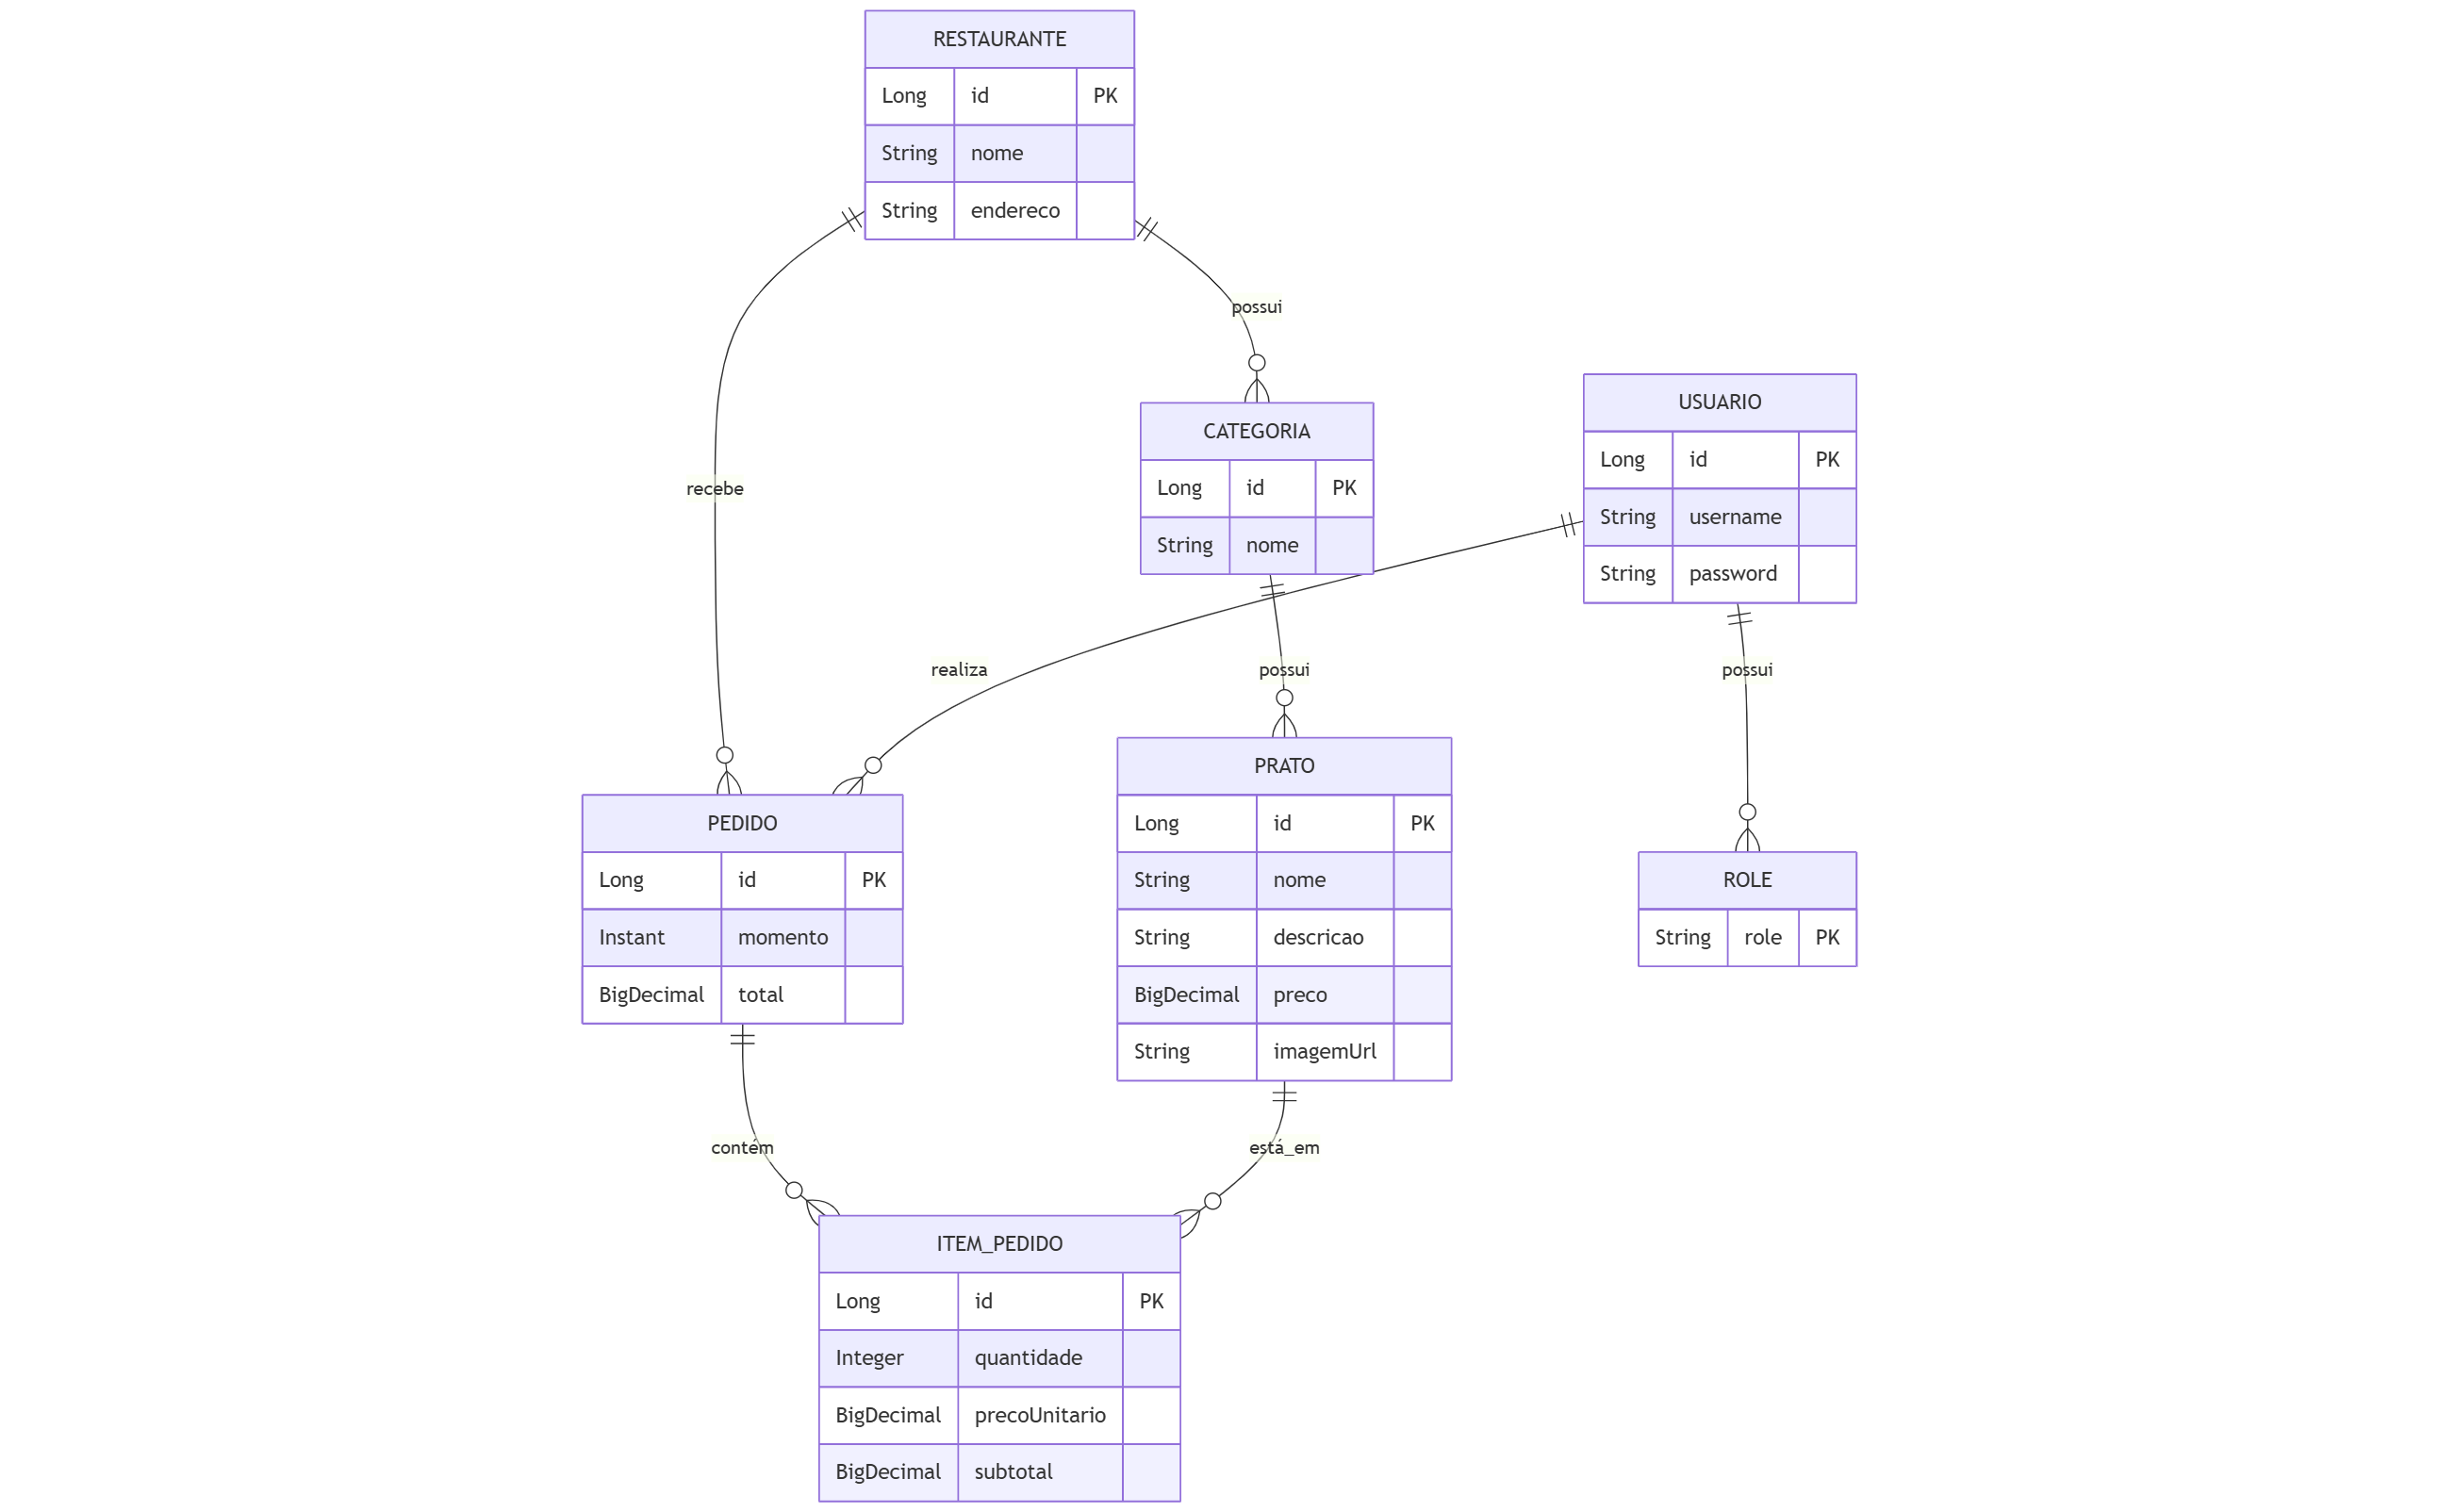 RESTAURANTE
Long id PK
String nome
String endereco
possui
recebe
CATEGORIA
Long id PK
String nome
USUARIO
Long id PK
String username
String password
realiza
possui
possui
PEDIDO
Long id PK
Instant momento
BigDecimal total
PRATO
Long id PK
String nome
String descricao
BigDecimal preco
String imagemUrl
ROLE
String role PK
contém
está_em
ITEM_PEDIDO
Long id PK
Integer quantidade
BigDecimal precoUnitario
BigDecimal subtotal